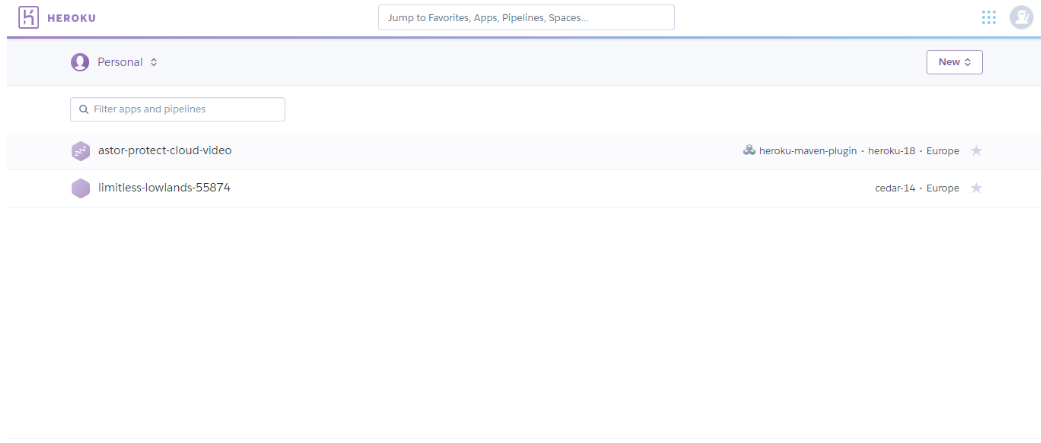 HEROKU
Jump to Favorites, Apps, Pipelines, Spaces...
Personal
New
Filter apps and pipelines
zzz
astor-protect-cloud-video
heroku-maven-plugin · heroku-18 · Europe
limitless-lowlands-55874
cedar-14 · Europe